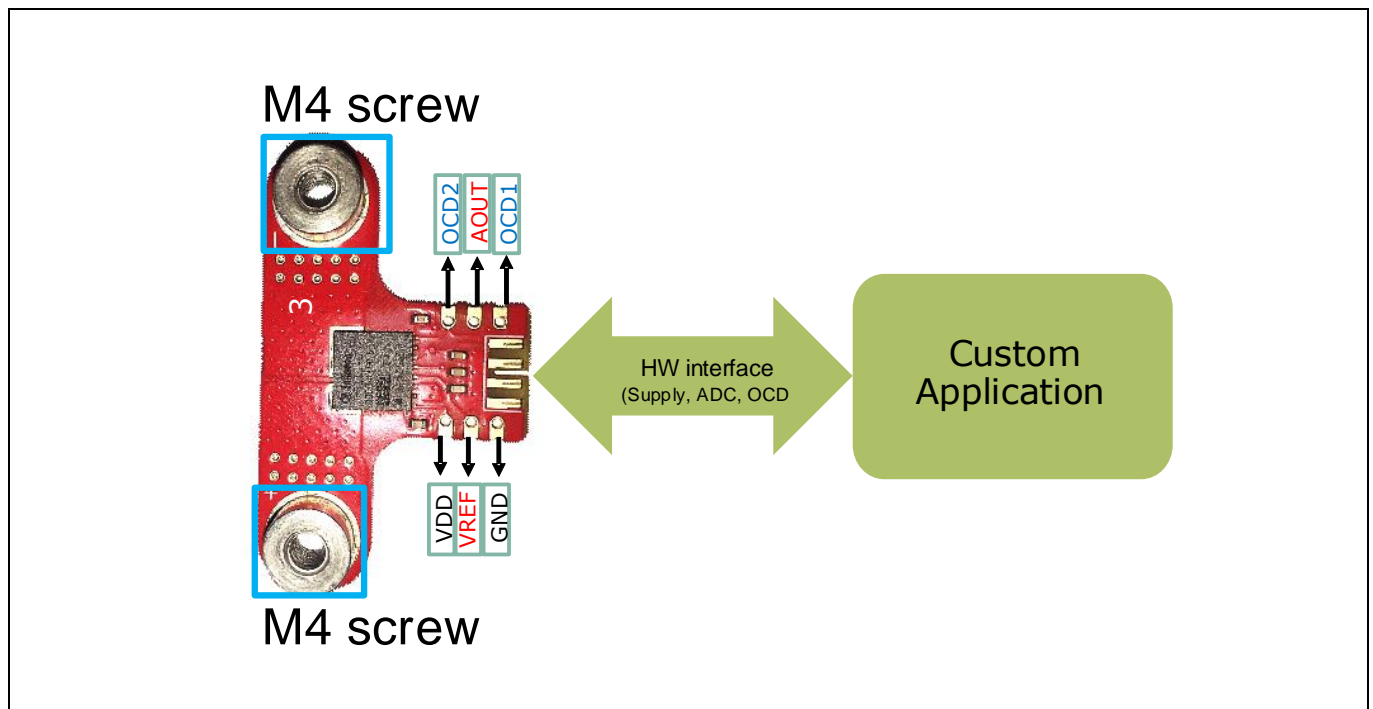 M4 screw
OCD2
AOUT
OCD1
3
HW interface
(Supply, ADC, OCD
Custom
Application
VDD
VREF
GND
M4 screw